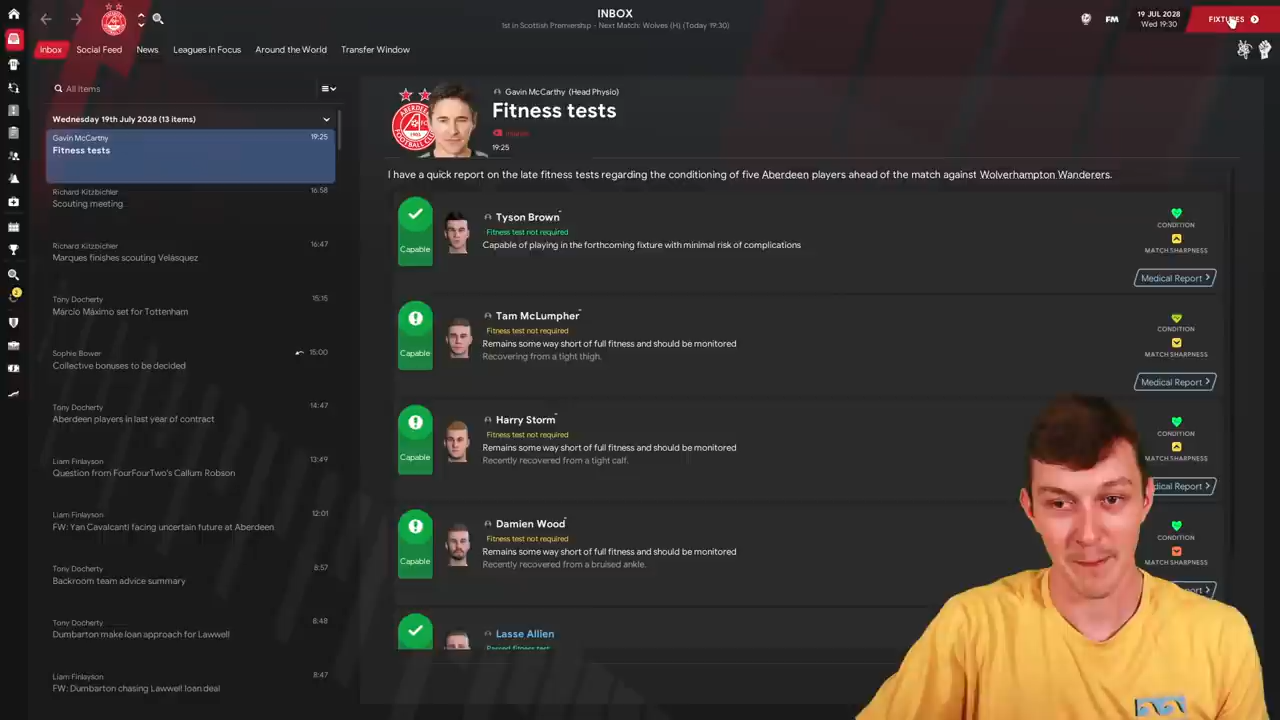 INBOX
1st in Scottish Premiership - Next Match: Wolves (H) (Today 19:30)
FM
19 JUL 2028
Wed 19:30
FIXTURES
Inbox
Social Feed
News
Leagues in Focus
Around the World
Transfer Window
All Items
Wednesday 19th July 2028 (13 items)
Gavin McCarthy 19:25
Fitness tests
Richard Kitzbichler 16:58
Scouting meeting
Richard Kitzbichler 16:47
Marques finishes scouting Velásquez
Tony Docherty 15:15
Márcio Máximo set for Tottenham
Sophie Bower 15:00
Collective bonuses to be decided
Tony Docherty 14:47
Aberdeen players in last year of contract
Liam Finlayson 13:49
Question from FourFourTwo's Callum Robson
Liam Finlayson 12:01
FW: Yan Cavalcanti facing uncertain future at Aberdeen
Tony Docherty 8:57
Backroom team advice summary
Tony Docherty 8:48
Dumbarton make loan approach for Lawwell
Liam Finlayson 8:47
FW: Dumbarton chasing Lawwell loan deal
2
Gavin McCarthy (Head Physio)
Fitness tests
Injuries
19:25
I have a quick report on the late fitness tests regarding the conditioning of five Aberdeen players ahead of the match against Wolverhampton Wanderers.
Capable
Tyson Brown
Fitness test not required
Capable of playing in the forthcoming fixture with minimal risk of complications
CONDITION
MATCH SHARPNESS
Medical Report
Capable
Tam McLumpher
Fitness test not required
Remains some way short of full fitness and should be monitored
Recovering from a tight thigh.
CONDITION
MATCH SHARPNESS
Medical Report
Capable
Harry Storm
Fitness test not required
Remains some way short of full fitness and should be monitored
Recently recovered from a tight calf.
CONDITION
MATCH SHARPNESS
Report
Capable
Damien Wood
Fitness test not required
Remains some way short of full fitness and should be monitored
Recently recovered from a bruised ankle.
CONDITION
MATCH SHARPNESS
Lasse Allien
Passed fitness test